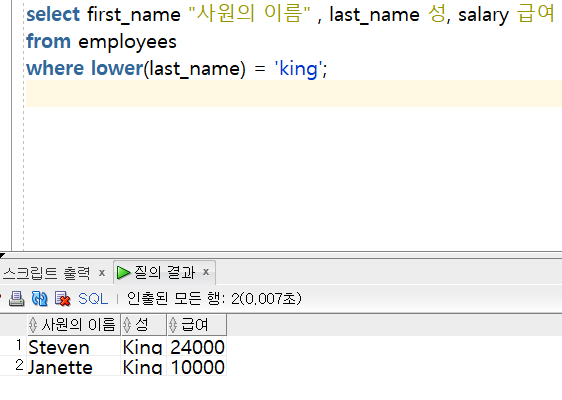 select first_name "사원의 이름" , last_name 성, salary 급여
from employees
where lower(last_name) = 'king';
스크립트 출력 x 질의 결과 x
SQL 인출된 모든 행: 2(0,007초)
사원의 이름 성 급여
1 Steven King 24000
2 Janette King 10000